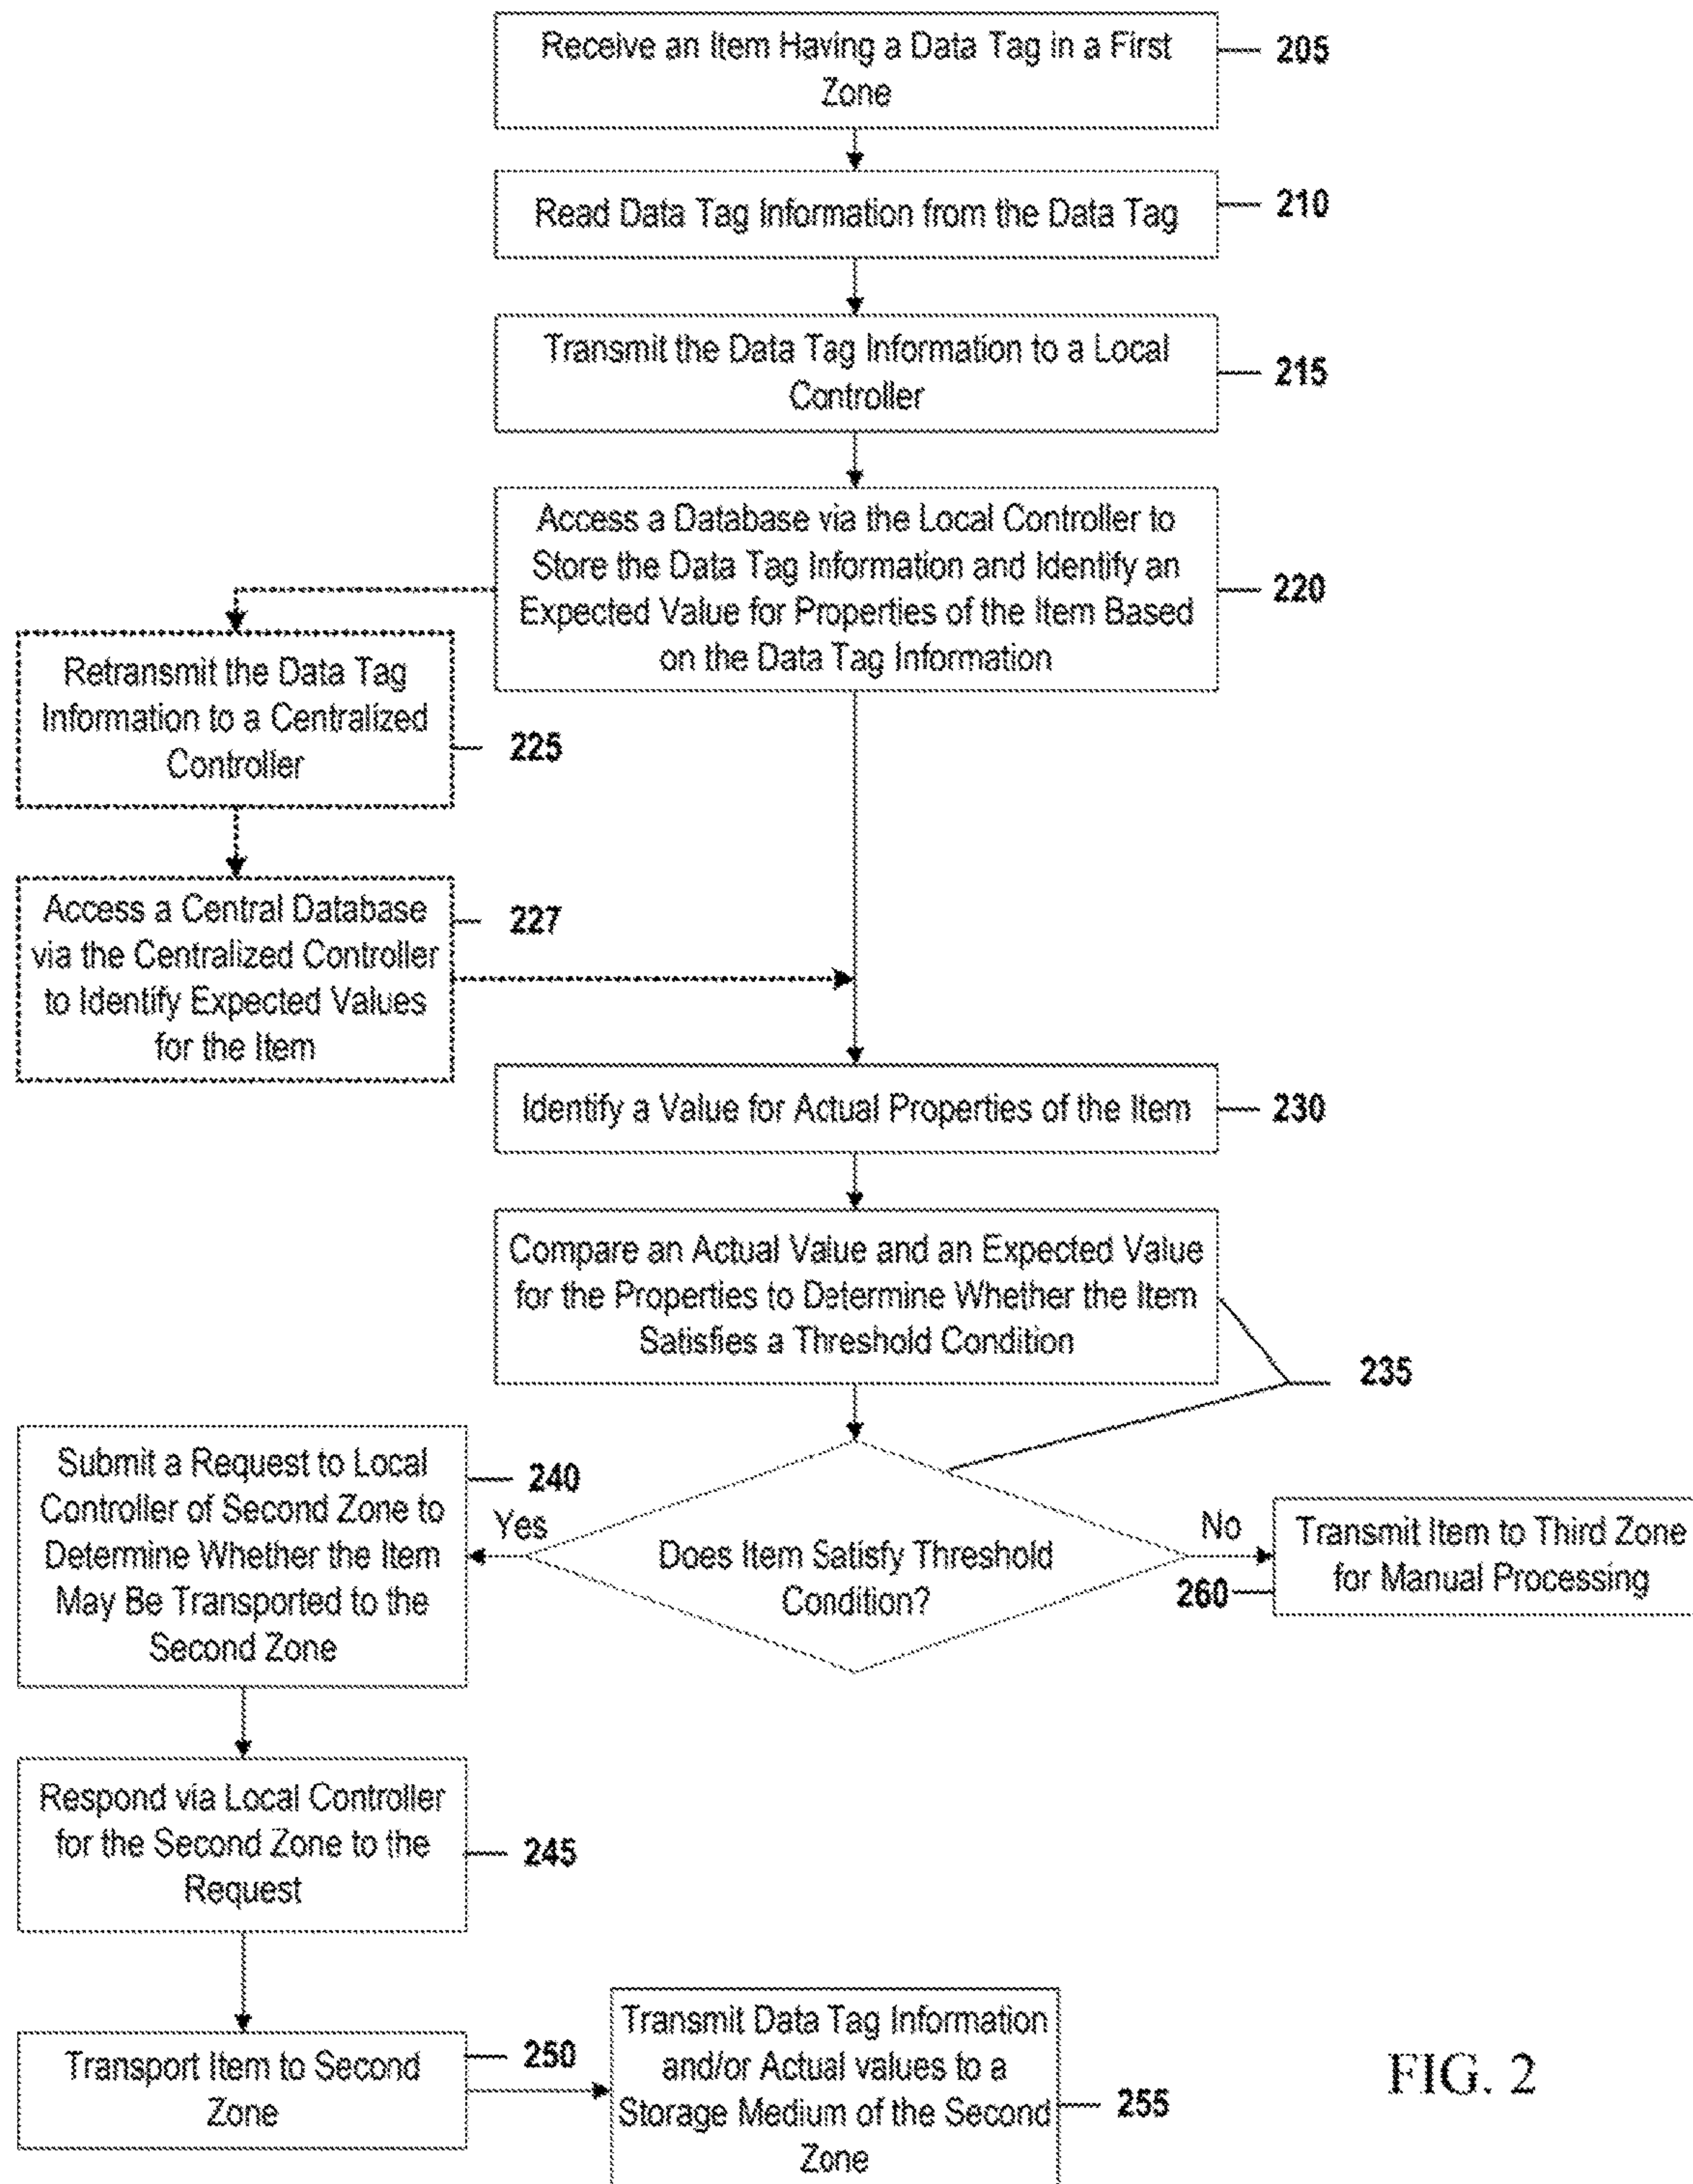 Receive an Item Having a Data Tag in a First
Zone
205
Read Data Tag Information from the Data Tag
210
Transmit the Data Tag Information to a Local
Controller
215
Access a Database via the Local Controller to
Store the Data Tag Information and Identify an
Expected Value for Properties of the Item Based
on the Data Tag Information
220
Retransmit the Data Tag
Information to a Centralized
Controller
225
Access a Central Database
via the Centralized Controller
to Identify Expected Values
for the Item
227
Identify a Value for Actual Properties of the Item
230
Compare an Actual Value and an Expected Value
for the Properties to Determine Whether the Item
Satisfies a Threshold Condition
235
Does Item Satisfy Threshold
Condition?
Yes
No
Submit a Request to Local
Controller of Second Zone to
Determine Whether the Item
May Be Transported to the
Second Zone
240
Transmit Item to Third Zone
for Manual Processing
260
Respond via Local Controller
for the Second Zone to the
Request
245
Transport Item to Second
Zone
250
Transmit Data Tag Information
and/or Actual values to a
Storage Medium of the Second
Zone
255
FIG. 2